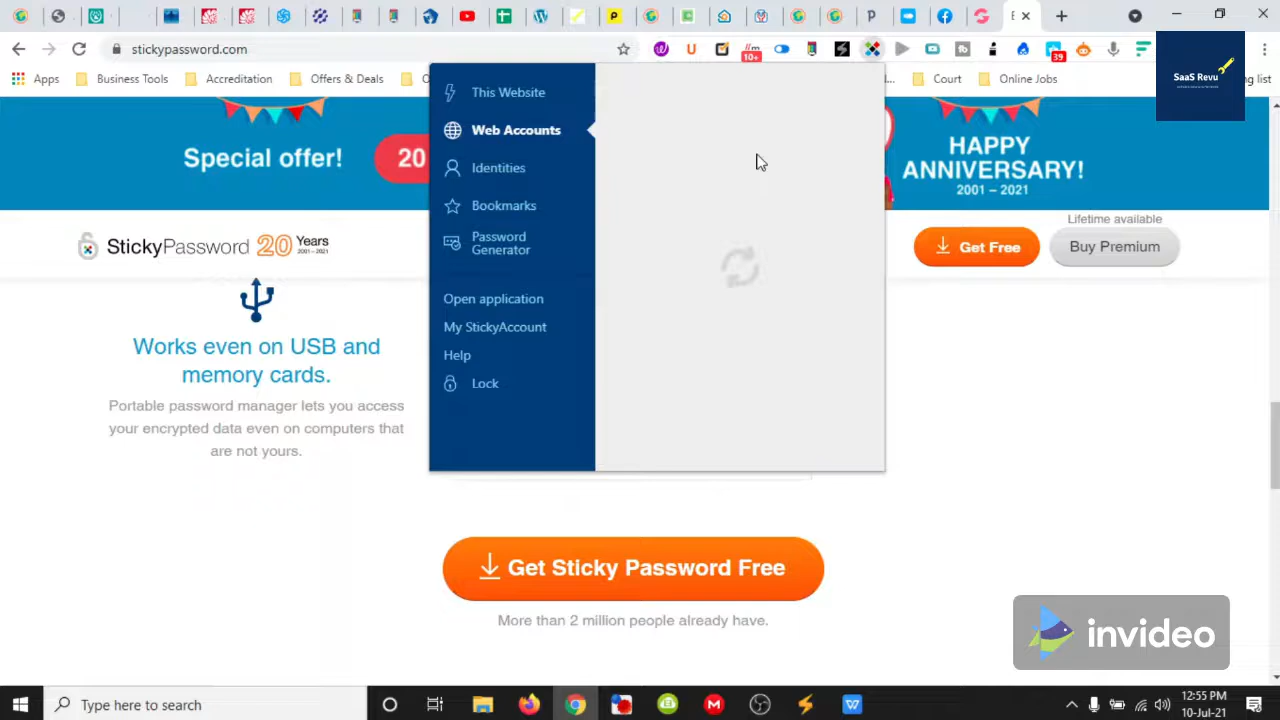 stickypassword.com
10+
39
Apps
Business Tools
Accreditation
Offers & Deals
Court
Online Jobs
SaaS Revu
Special offer!
20
HAPPY
ANNIVERSARY!
2001 – 2021
This Website
Web Accounts
Identities
Bookmarks
Password
Generator
Open application
My StickyAccount
Help
Lock
StickyPassword 20 Years
2001–2021
Lifetime available
Get Free
Buy Premium
Works even on USB and
memory cards.
Portable password manager lets you access
your encrypted data even on computers that
are not yours.
Get Sticky Password Free
More than 2 million people already have.
invideo
Type here to search
12:55 PM
10-Jul-21